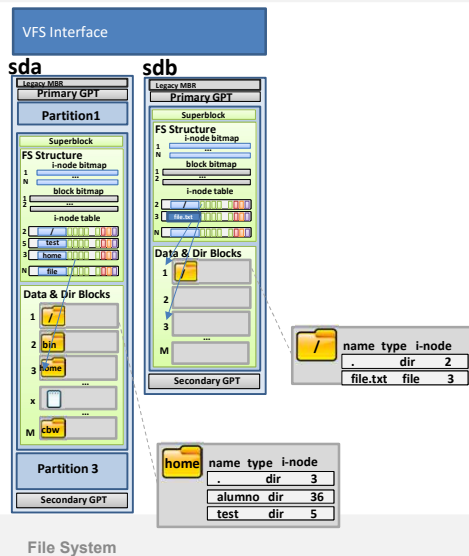 VFS Interface
sda
Legacy MBR
Primary GPT
Partition1
Superblock
FS Structure
i-node bitmap
1
...
N
block bitmap
1
2
...
i-node table
2 /
5 test
3 home
N file
Data & Dir Blocks
1 /
2 bin
3 home
...
x
...
M cbw
Partition 3
Secondary GPT
sdb
Legacy MBR
Primary GPT
Superblock
FS Structure
i-node bitmap
1
...
N
block bitmap
1
2
...
i-node table
2 /
3 file.txt
N
Data & Dir Blocks
1 /
2
3
...
M
Secondary GPT
/
name type i-node
. dir 2
file.txt file 3
home
name type i-node
. dir 3
alumno dir 36
test dir 5
File System